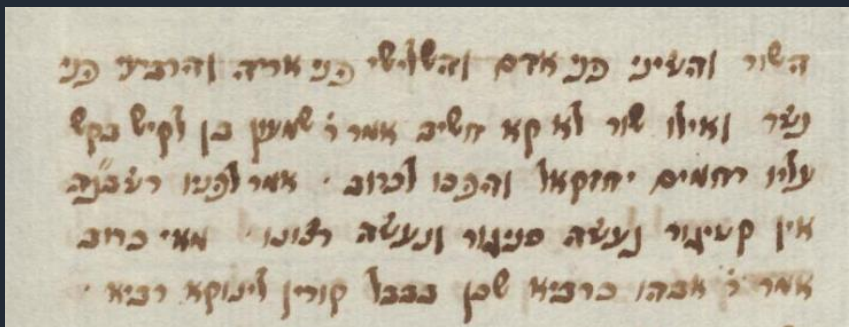 השור והשיני פני אדם והשלישי פני אריה והרביעי פני
נשר ואילו שור לא קא חשיב אמר ר' שמעון בן לקיש בקש
עליו רחמים יחזקאל והפכו לכרוב · אמר לפניו
אין קטיגור נעשה סניגור ונעשה רצונו · מאי כרוב
אמר ר' אבהו כרביא שכן בבבל קורין לינוקא רביא ·